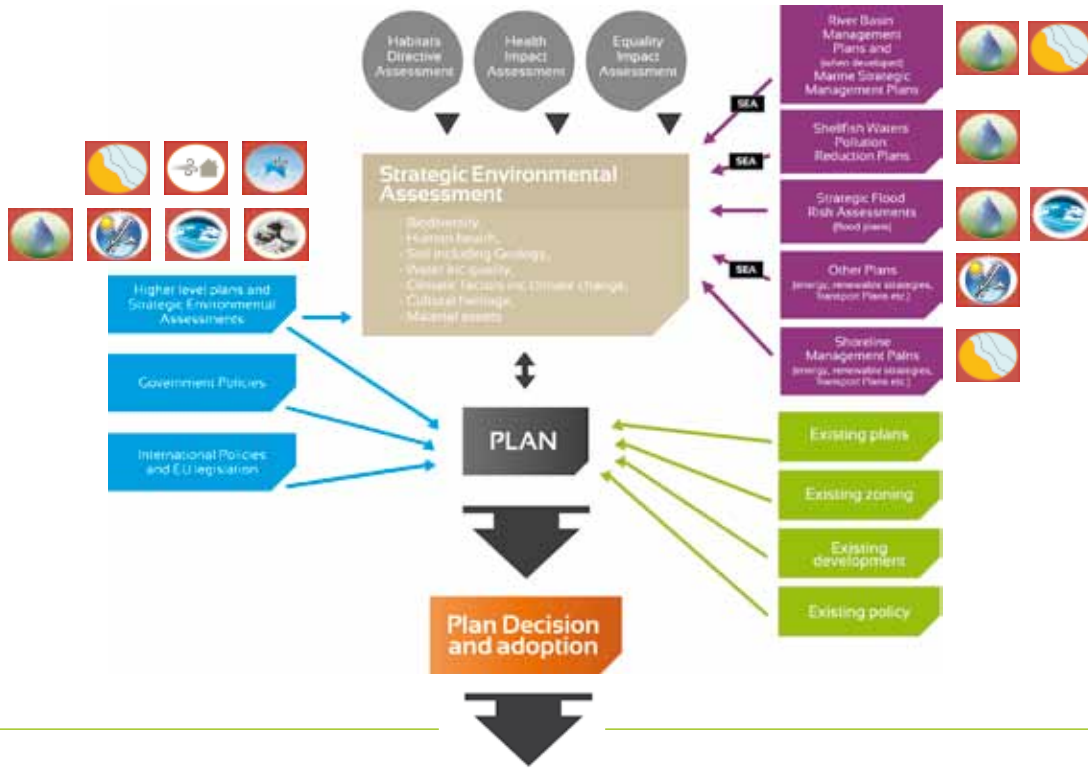 Habitats
Directive
Assessment
Health
Impact
Assessment
Equality
Impact
Assessment
River Basin
Management
Plans and
(when developed)
Marine Strategic
Management Plans
SEA
Shellfish Waters
Pollution
Reduction Plans
SEA
Strategic Flood
Risk Assessments
(flood plans)
Other Plans
(energy, renewable strategies,
Transport Plans etc.)
SEA
Shoreline
Management Palns
(energy, renewable strategies,
Transport Plans etc.)
Strategic Environmental
Assessment
- Biodiversity,
- Human health,
- Soil including Geology,
- Water inc quality,
- Climatic factors inc climate change,
- Cultural heritage,
- Material assets
Higher level plans and
Strategic Environmental
Assessments
Government Policies
International Policies
and EU legislation
PLAN
Existing plans
Existing zoning
Existing
development
Existing policy
Plan Decision
and adoption